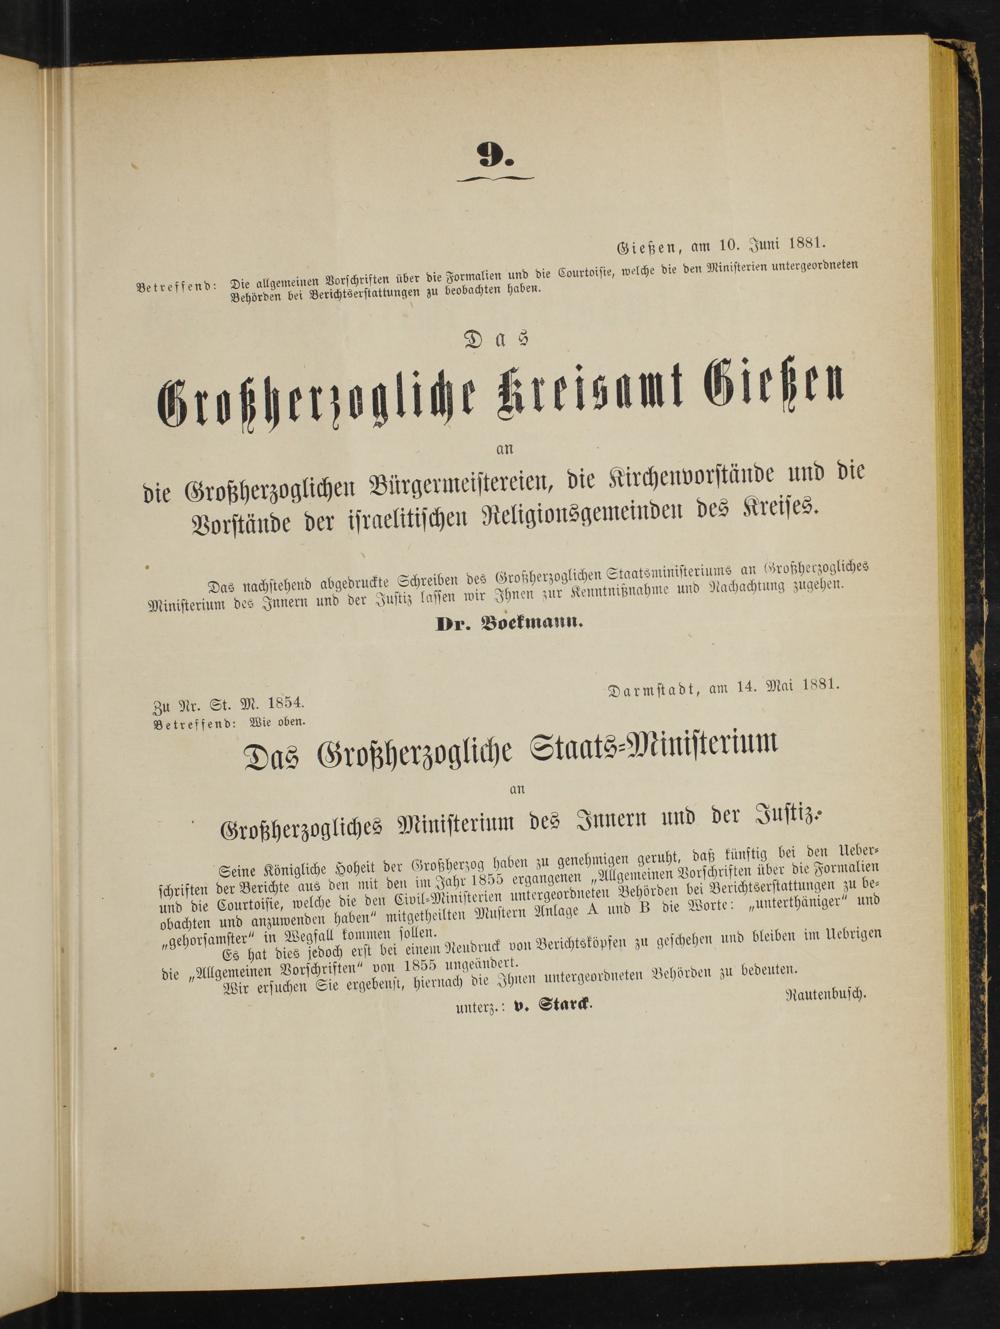 9.
Gießen, am 10. Juni 1881.
Betreffend: Die allgemeinen Vorschriften über die Formalien und die Courtoisie, welche die den Ministerien untergeordneten
Behörden bei Berichtserstattungen zu beobachten haben.
Das
Großherzogliche Kreisamt Gießen
an
die Großherzoglichen Bürgermeistereien, die Kirchenvorstände und die
Vorstände der israelitischen Religionsgemeinden des Kreises.
Das nachstehend abgedruckte Schreiben des Großherzoglichen Staatsministeriums an Großherzogliches
Ministerium des Innern und der Justiz lassen wir Ihnen zur Kenntnißnahme und Nachachtung zugehen.
Dr. Boekmann.
Zu Nr. St. M. 1854.
Darmstadt, am 14. Mai 1881.
Betreffend: Wie oben.
Das Großherzogliche Staats=Ministerium
an
Großherzogliches Ministerium des Innern und der Justiz.
Seine Königliche Hoheit der Großherzog haben zu genehmigen geruht, daß künftig bei den Ueber=
schriften der Berichte aus den mit den im Jahr 1855 ergangenen „Allgemeinen Vorschriften über die Formalien
und die Courtoisie, welche die den Civil=Ministerien untergeordneten Behörden bei Berichtserstattungen zu be=
obachten und anzuwenden haben“ mitgetheilten Mustern Anlage A und B die Worte: „unterthäniger“ und
„gehorsamster“ in Wegfall kommen sollen.
Es hat dies jedoch erst bei einem Neudruck von Berichtsköpfen zu geschehen und bleiben im Uebrigen
die „Allgemeinen Vorschriften“ von 1855 ungeändert.
Wir ersuchen Sie ergebenst, hiernach die Ihnen untergeordneten Behörden zu bedeuten.
unterz.: v. Starck.
Rautenbusch.